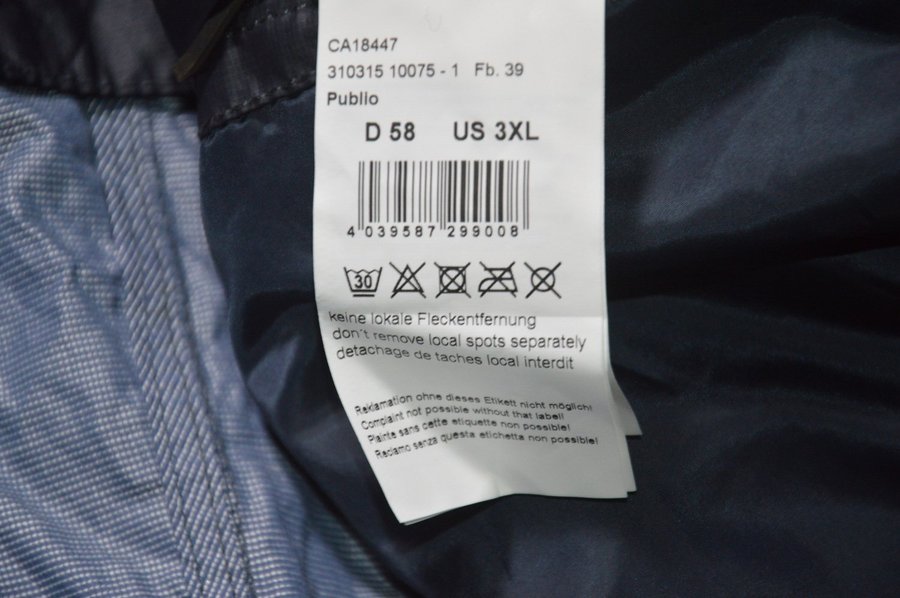 CA18447
310315 10075 - 1 Fb. 39
Publio
D 58 US 3XL
4 039587 299008
30
keine lokale Fleckentfernung
don't remove local spots separately
detachage de taches local interdit
Reklamation ohne dieses Etikett nicht möglich!
Complaint not possible without that label!
Plainte sans cette etiquette non possible!
Reclamo senza questa etichetta non possible!